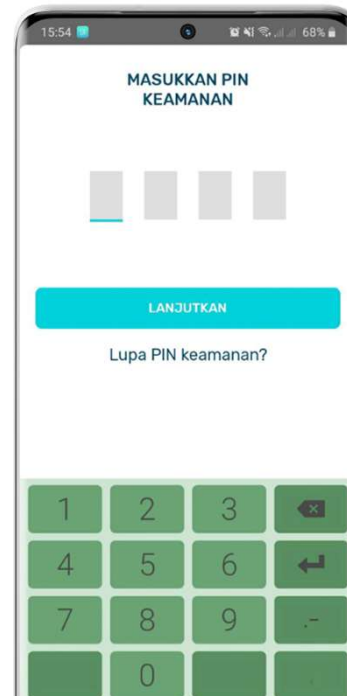 15:54 68%
MASUKKAN PIN
KEAMANAN
LANJUTKAN
Lupa PIN keamanan?
1 2 3
4 5 6
7 8 9 .-
0 .